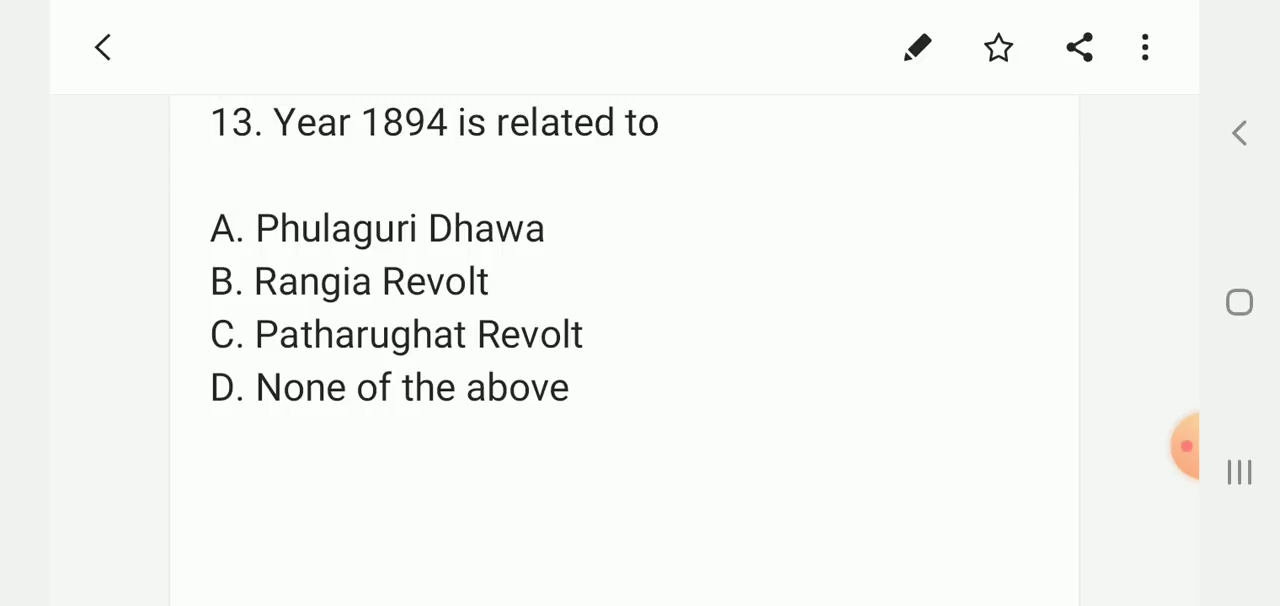 13. Year 1894 is related to
A. Phulaguri Dhawa
B. Rangia Revolt
C. Patharughat Revolt
D. None of the above